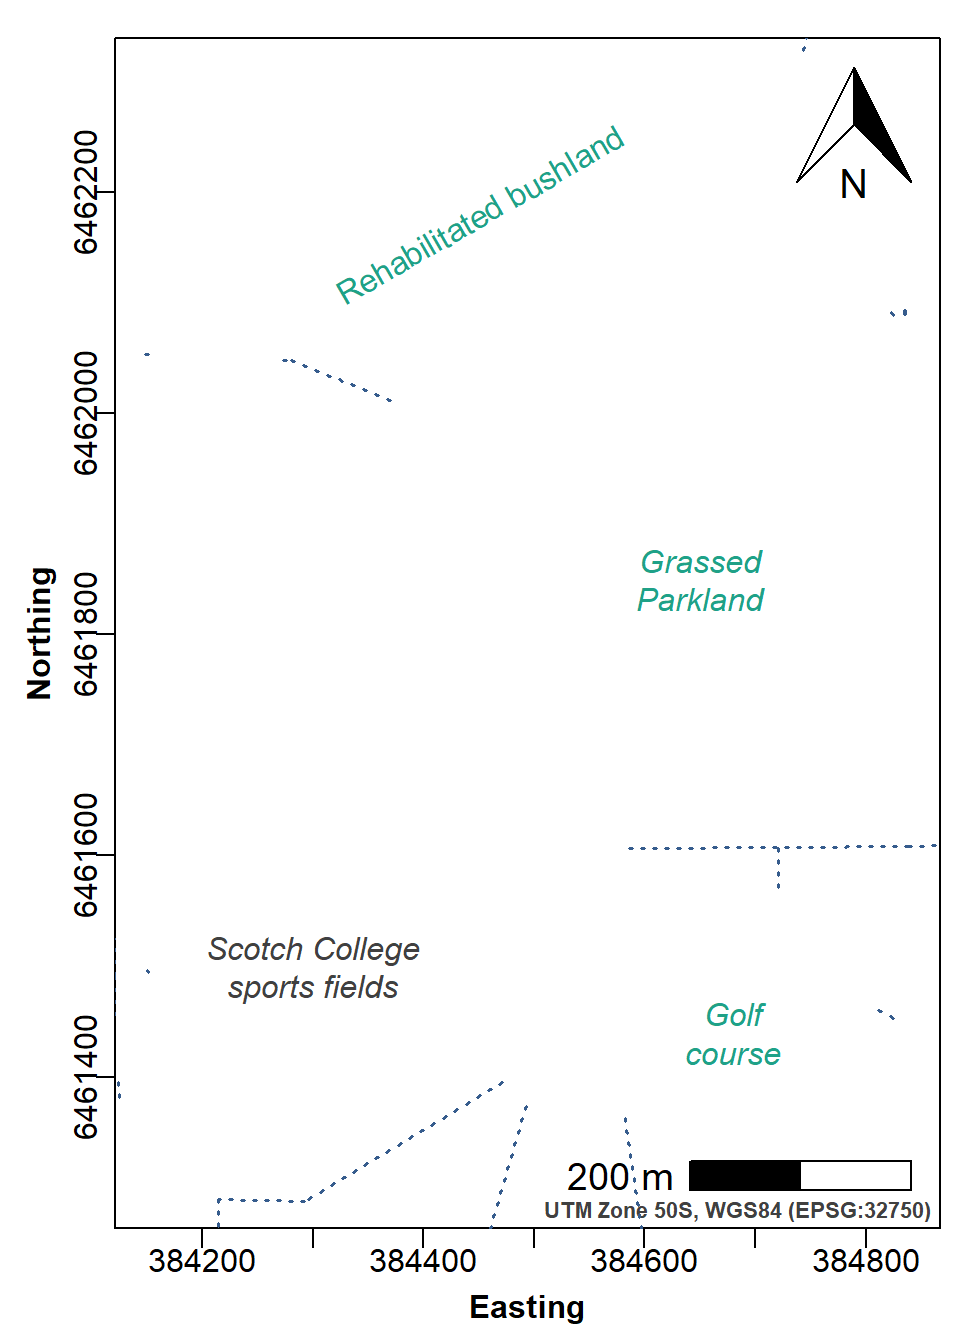 N
Rehabilitated bushland
6462200
6462000
Grassed
Parkland
6461800
Northing
6461600
Scotch College
sports fields
Golf
course
6461400
200 m
UTM Zone 50S, WGS84 (EPSG:32750)
384200
384400
384600
384800
Easting